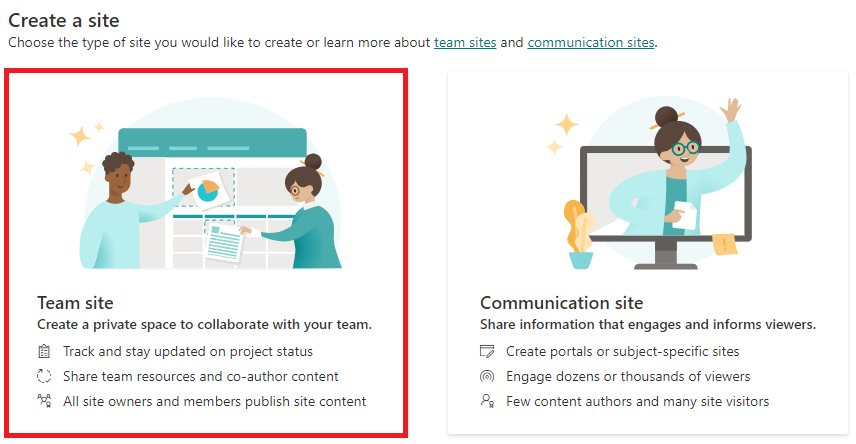 Create a site
Choose the type of site you would like to create or learn more about team sites and communication sites.
Team site
Create a private space to collaborate with your team.
Track and stay updated on project status
Share team resources and co-author content
All site owners and members publish site content
Communication site
Share information that engages and informs viewers.
Create portals or subject-specific sites
Engage dozens or thousands of viewers
Few content authors and many site visitors